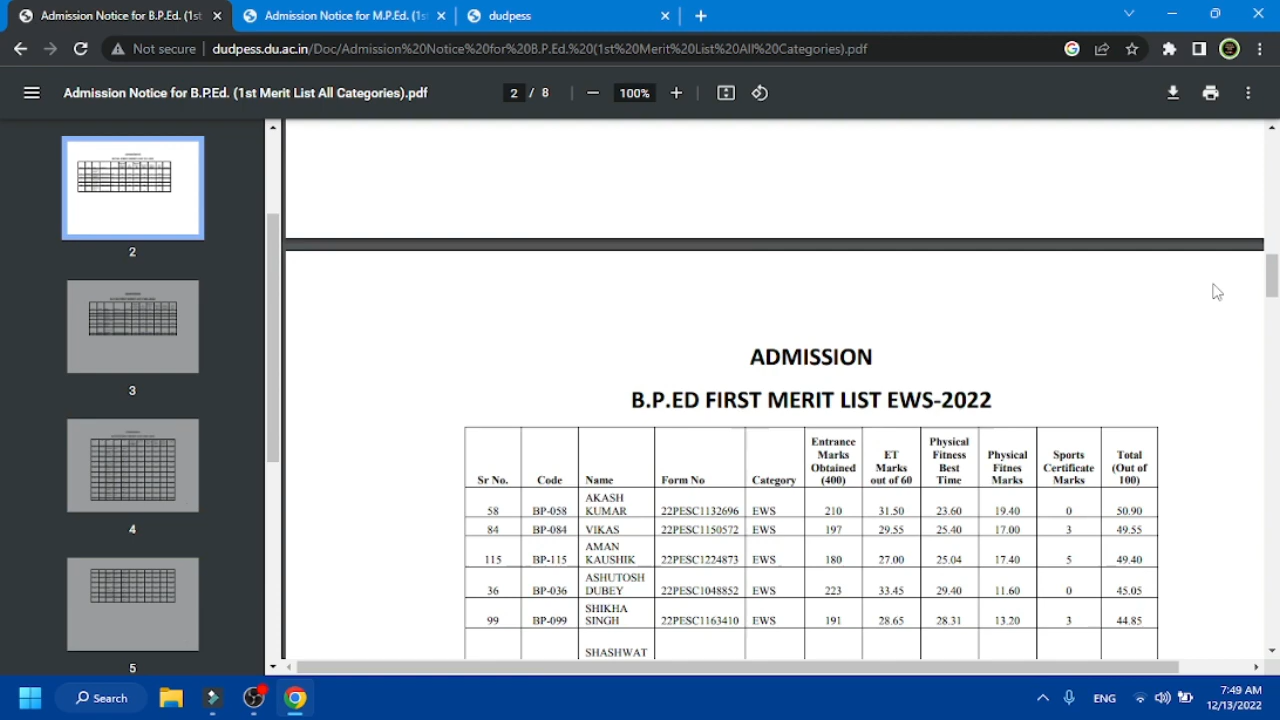 Admission Notice for B.P.Ed. (1st
Admission Notice for M.P.Ed. (1st
dudpess
Not secure
dudpess.du.ac.in/Doc/Admission%20Notice%20for%20B.P.Ed.%20(1st%20Merit%20List%20All%20Categories).pdf
Admission Notice for B.P.Ed. (1st Merit List All Categories).pdf
2 / 8
100%
2
3
4
5
ADMISSION
B.P.ED FIRST MERIT LIST EWS-2022
Sr No. Code Name Form No Category Entrance Marks Obtained (400) ET Marks out of 60 Physical Fitness Best Time Physical Fitnes Marks Sports Certificate Marks Total (Out of 100)
58 BP-058 AKASH KUMAR 22PESC1132696 EWS 210 31.50 23.60 19.40 0 50.90
84 BP-084 VIKAS 22PESC1150572 EWS 197 29.55 25.40 17.00 3 49.55
115 BP-115 AMAN KAUSHIK 22PESC1224873 EWS 180 27.00 25.04 17.40 5 49.40
36 BP-036 ASHUTOSH DUBEY 22PESC1048852 EWS 223 33.45 29.40 11.60 0 45.05
99 BP-099 SHIKHA SINGH 22PESC1163410 EWS 191 28.65 28.31 13.20 3 44.85
SHASHWAT
Search
ENG
7:49 AM
12/13/2022